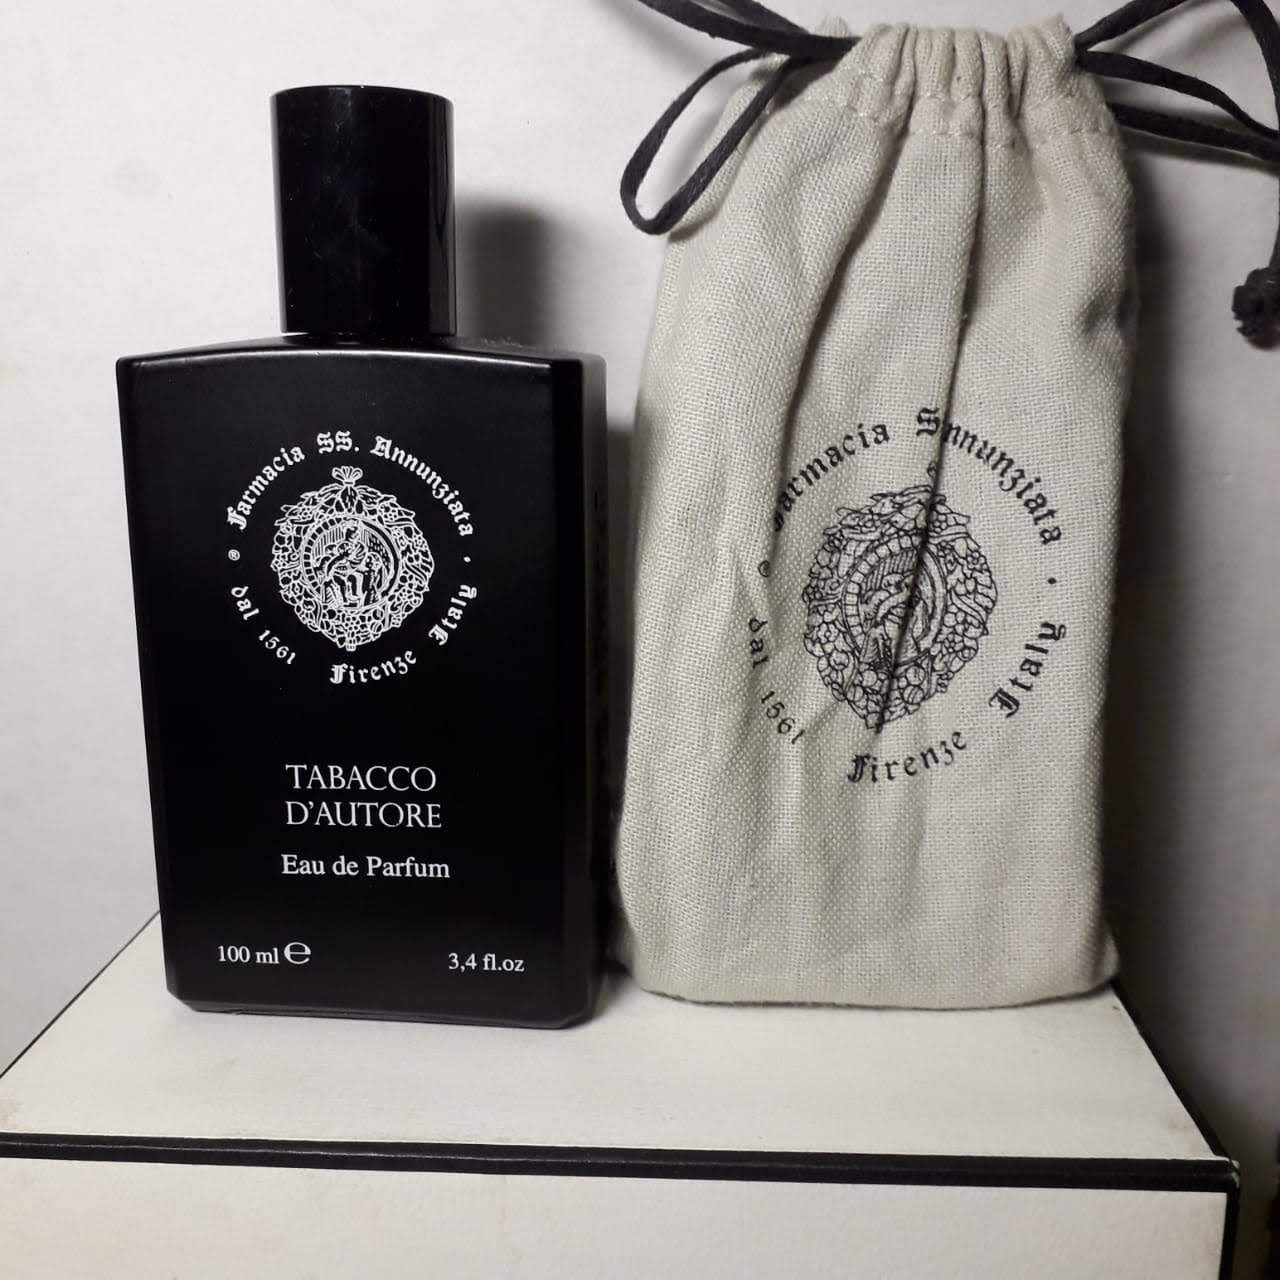 Farmacia SS. Annunziata · Italy Firenze dal 1561 ®
TABACCO
D'AUTORE
Eau de Parfum
100 ml ℮ 3,4 fl.oz
Farmacia Annunziata · Italy Firenze dal 1561 ®